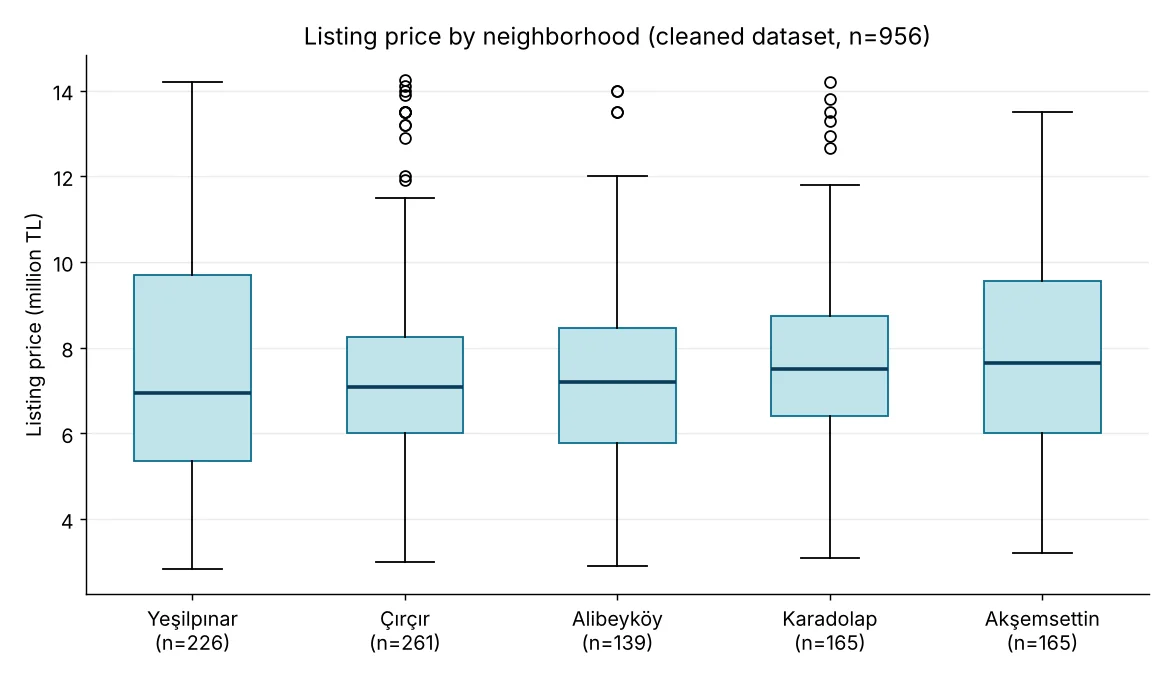 Listing price by neighborhood (cleaned dataset, n=956)
Listing price (million TL)
14
12
10
8
6
4
Yeşilpınar
(n=226)
Çırçır
(n=261)
Alibeyköy
(n=139)
Karadolap
(n=165)
Akşemsettin
(n=165)